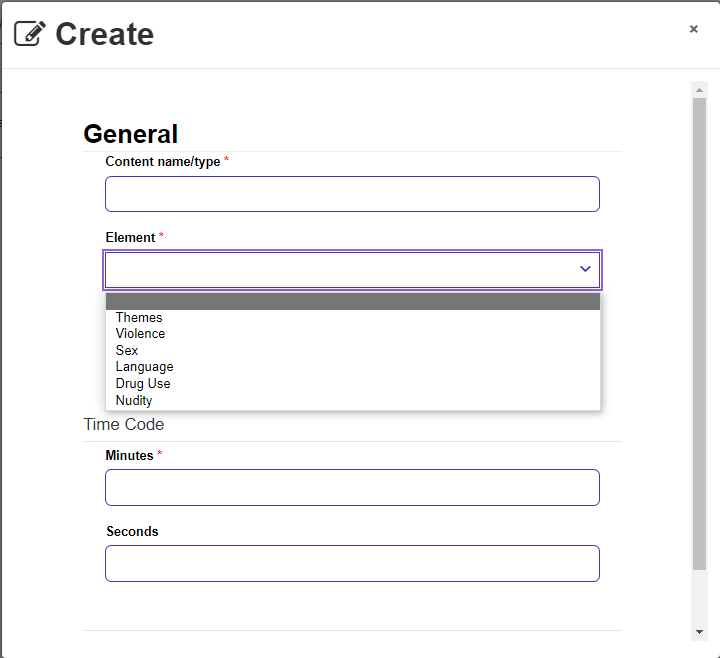 Create
×
General
Content name/type *
Element *
Themes
Violence
Sex
Language
Drug Use
Nudity
Time Code
Minutes *
Seconds